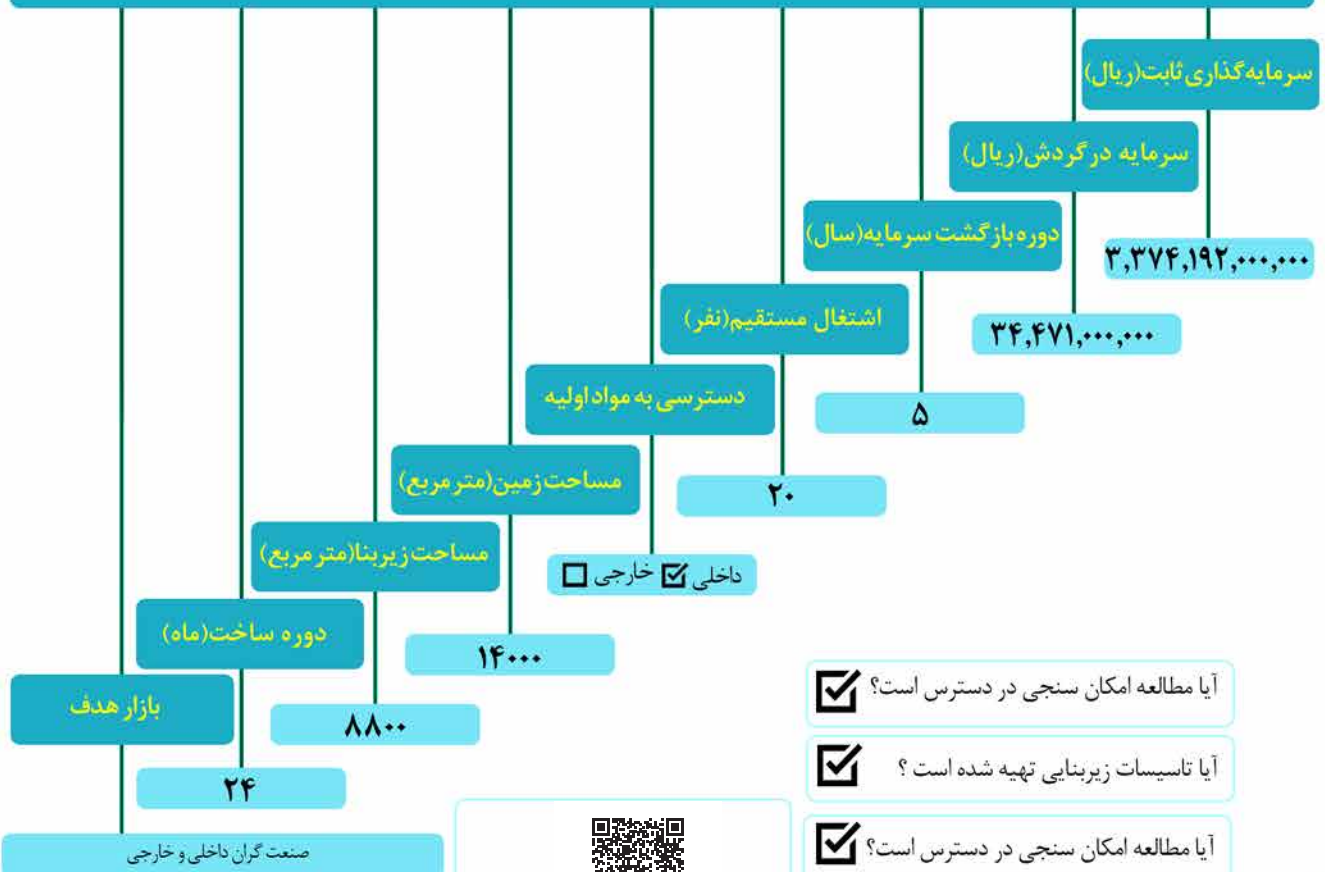 سرمایه‌گذاری ثابت(ریال)
۳,۳۷۴,۱۹۲,۰۰۰,۰۰۰
سرمایه در گردش(ریال)
۳۴,۴۷۱,۰۰۰,۰۰۰
دوره بازگشت سرمایه(سال)
۵
اشتغال مستقیم(نفر)
۲۰
دسترسی به مواد اولیه
داخلی ☑ خارجی ☐
مساحت زمین(متر مربع)
۱۴۰۰۰
مساحت زیربنا(متر مربع)
۸۸۰۰
دوره ساخت(ماه)
۲۴
بازار هدف
صنعت گران داخلی و خارجی
آیا مطالعه امکان سنجی در دسترس است؟ ☑
آیا تاسیسات زیربنایی تهیه شده است ؟ ☑
آیا مطالعه امکان سنجی در دسترس است؟ ☑